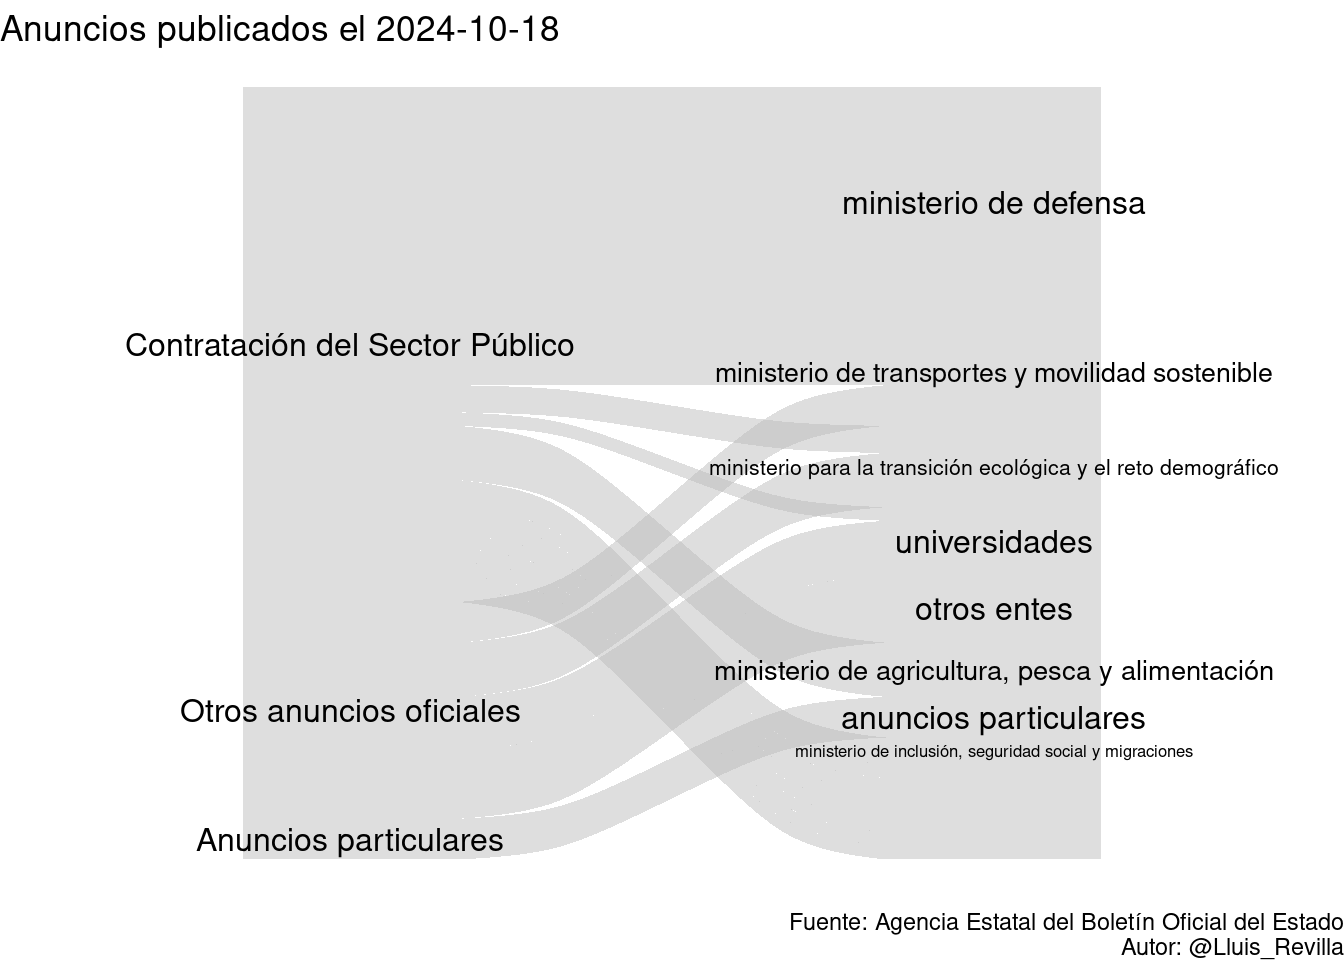 Anuncios publicados el 2024-10-18
ministerio de defensa
Contratación del Sector Público
ministerio de transportes y movilidad sostenible
ministerio para la transición ecológica y el reto demográfico
universidades
otros entes
ministerio de agricultura, pesca y alimentación
Otros anuncios oficiales
anuncios particulares
ministerio de inclusión, seguridad social y migraciones
Anuncios particulares
Fuente: Agencia Estatal del Boletín Oficial del Estado
Autor: @Lluis_Revilla